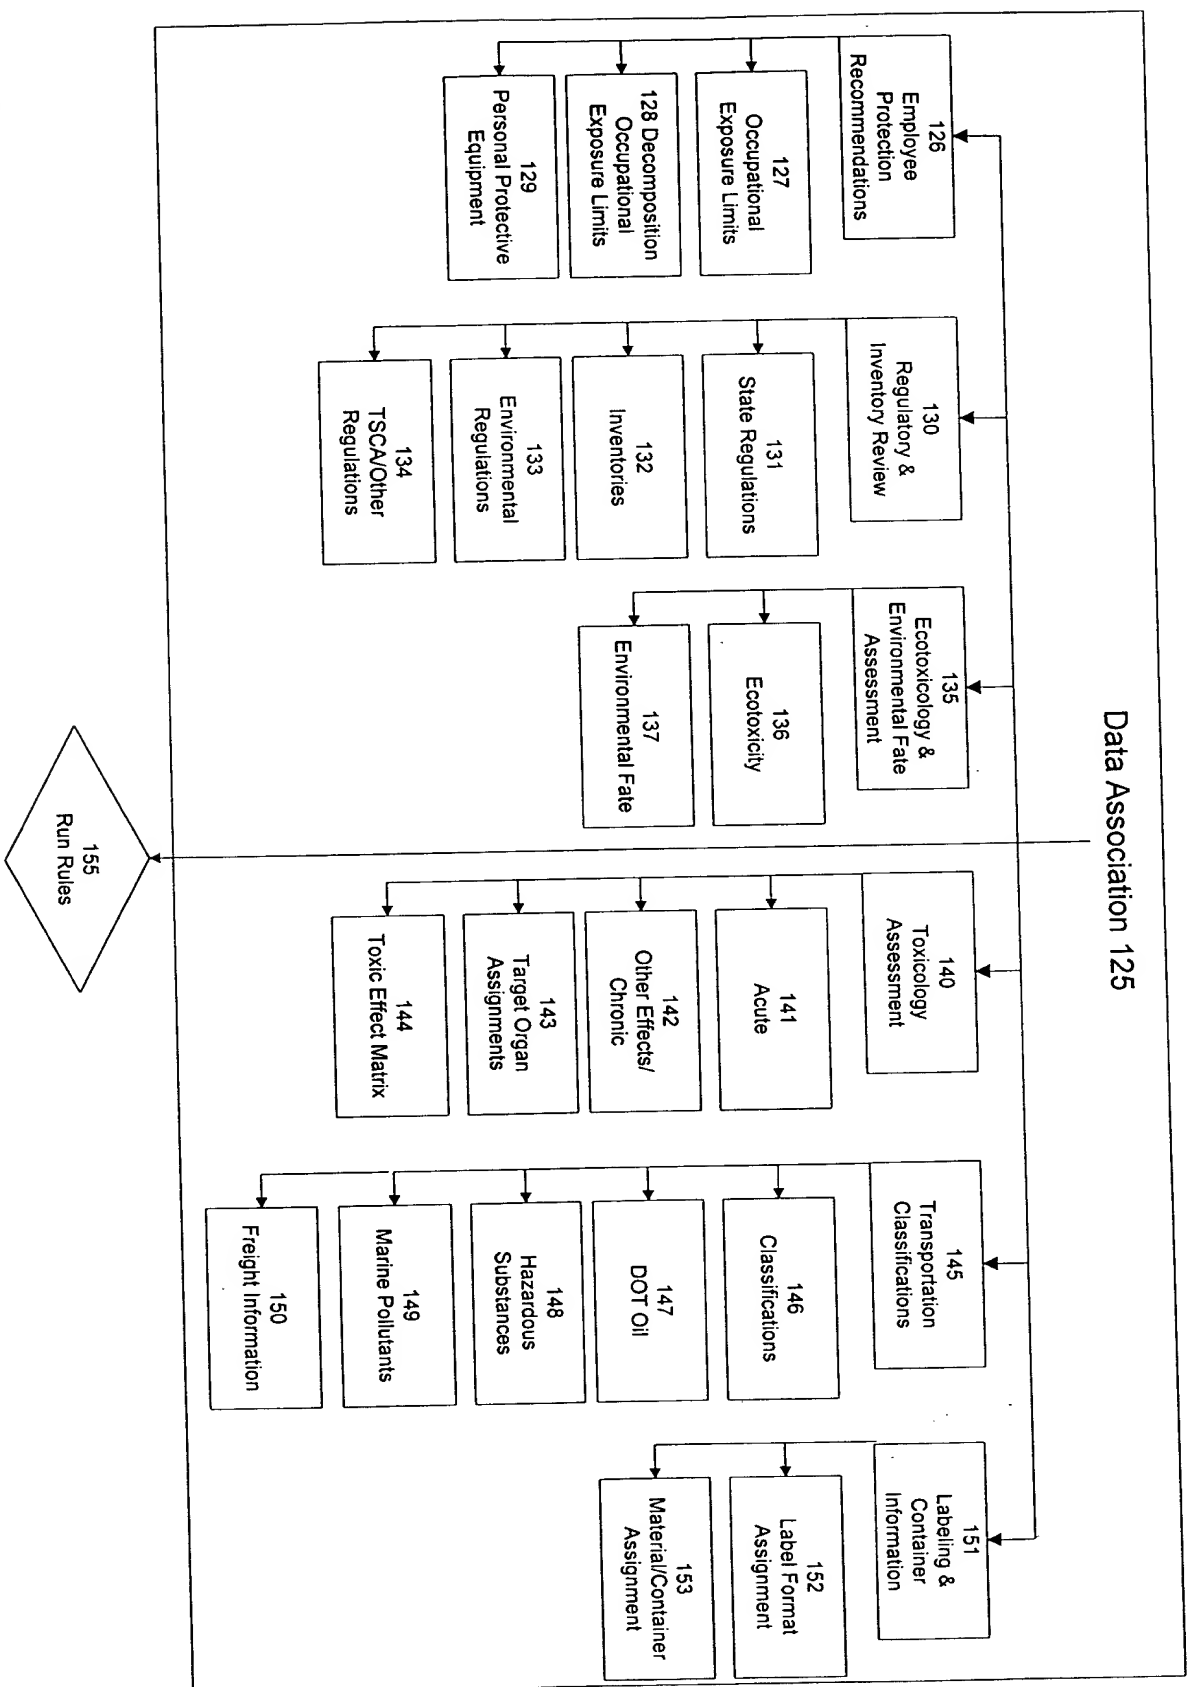 Data Association 125
126
Employee
Protection
Recommendations
127
Occupational
Exposure Limits
128 Decomposition
Occupational
Exposure Limits
129
Personal Protective
Equipment
130
Regulatory &
Inventory Review
131
State Regulations
132
Inventories
133
Environmental
Regulations
134
TSCA/Other
Regulations
135
Ecotoxicology &
Environmental Fate
Assessment
136
Ecotoxicity
137
Environmental Fate
140
Toxicology
Assessment
141
Acute
142
Other Effects/
Chronic
143
Target Organ
Assignments
144
Toxic Effect Matrix
145
Transportation
Classifications
146
Classifications
147
DOT Oil
148
Hazardous
Substances
149
Marine Pollutants
150
Freight Information
151
Labeling &
Container
Information
152
Label Format
Assignment
153
Material/Container
Assignment
155
Run Rules